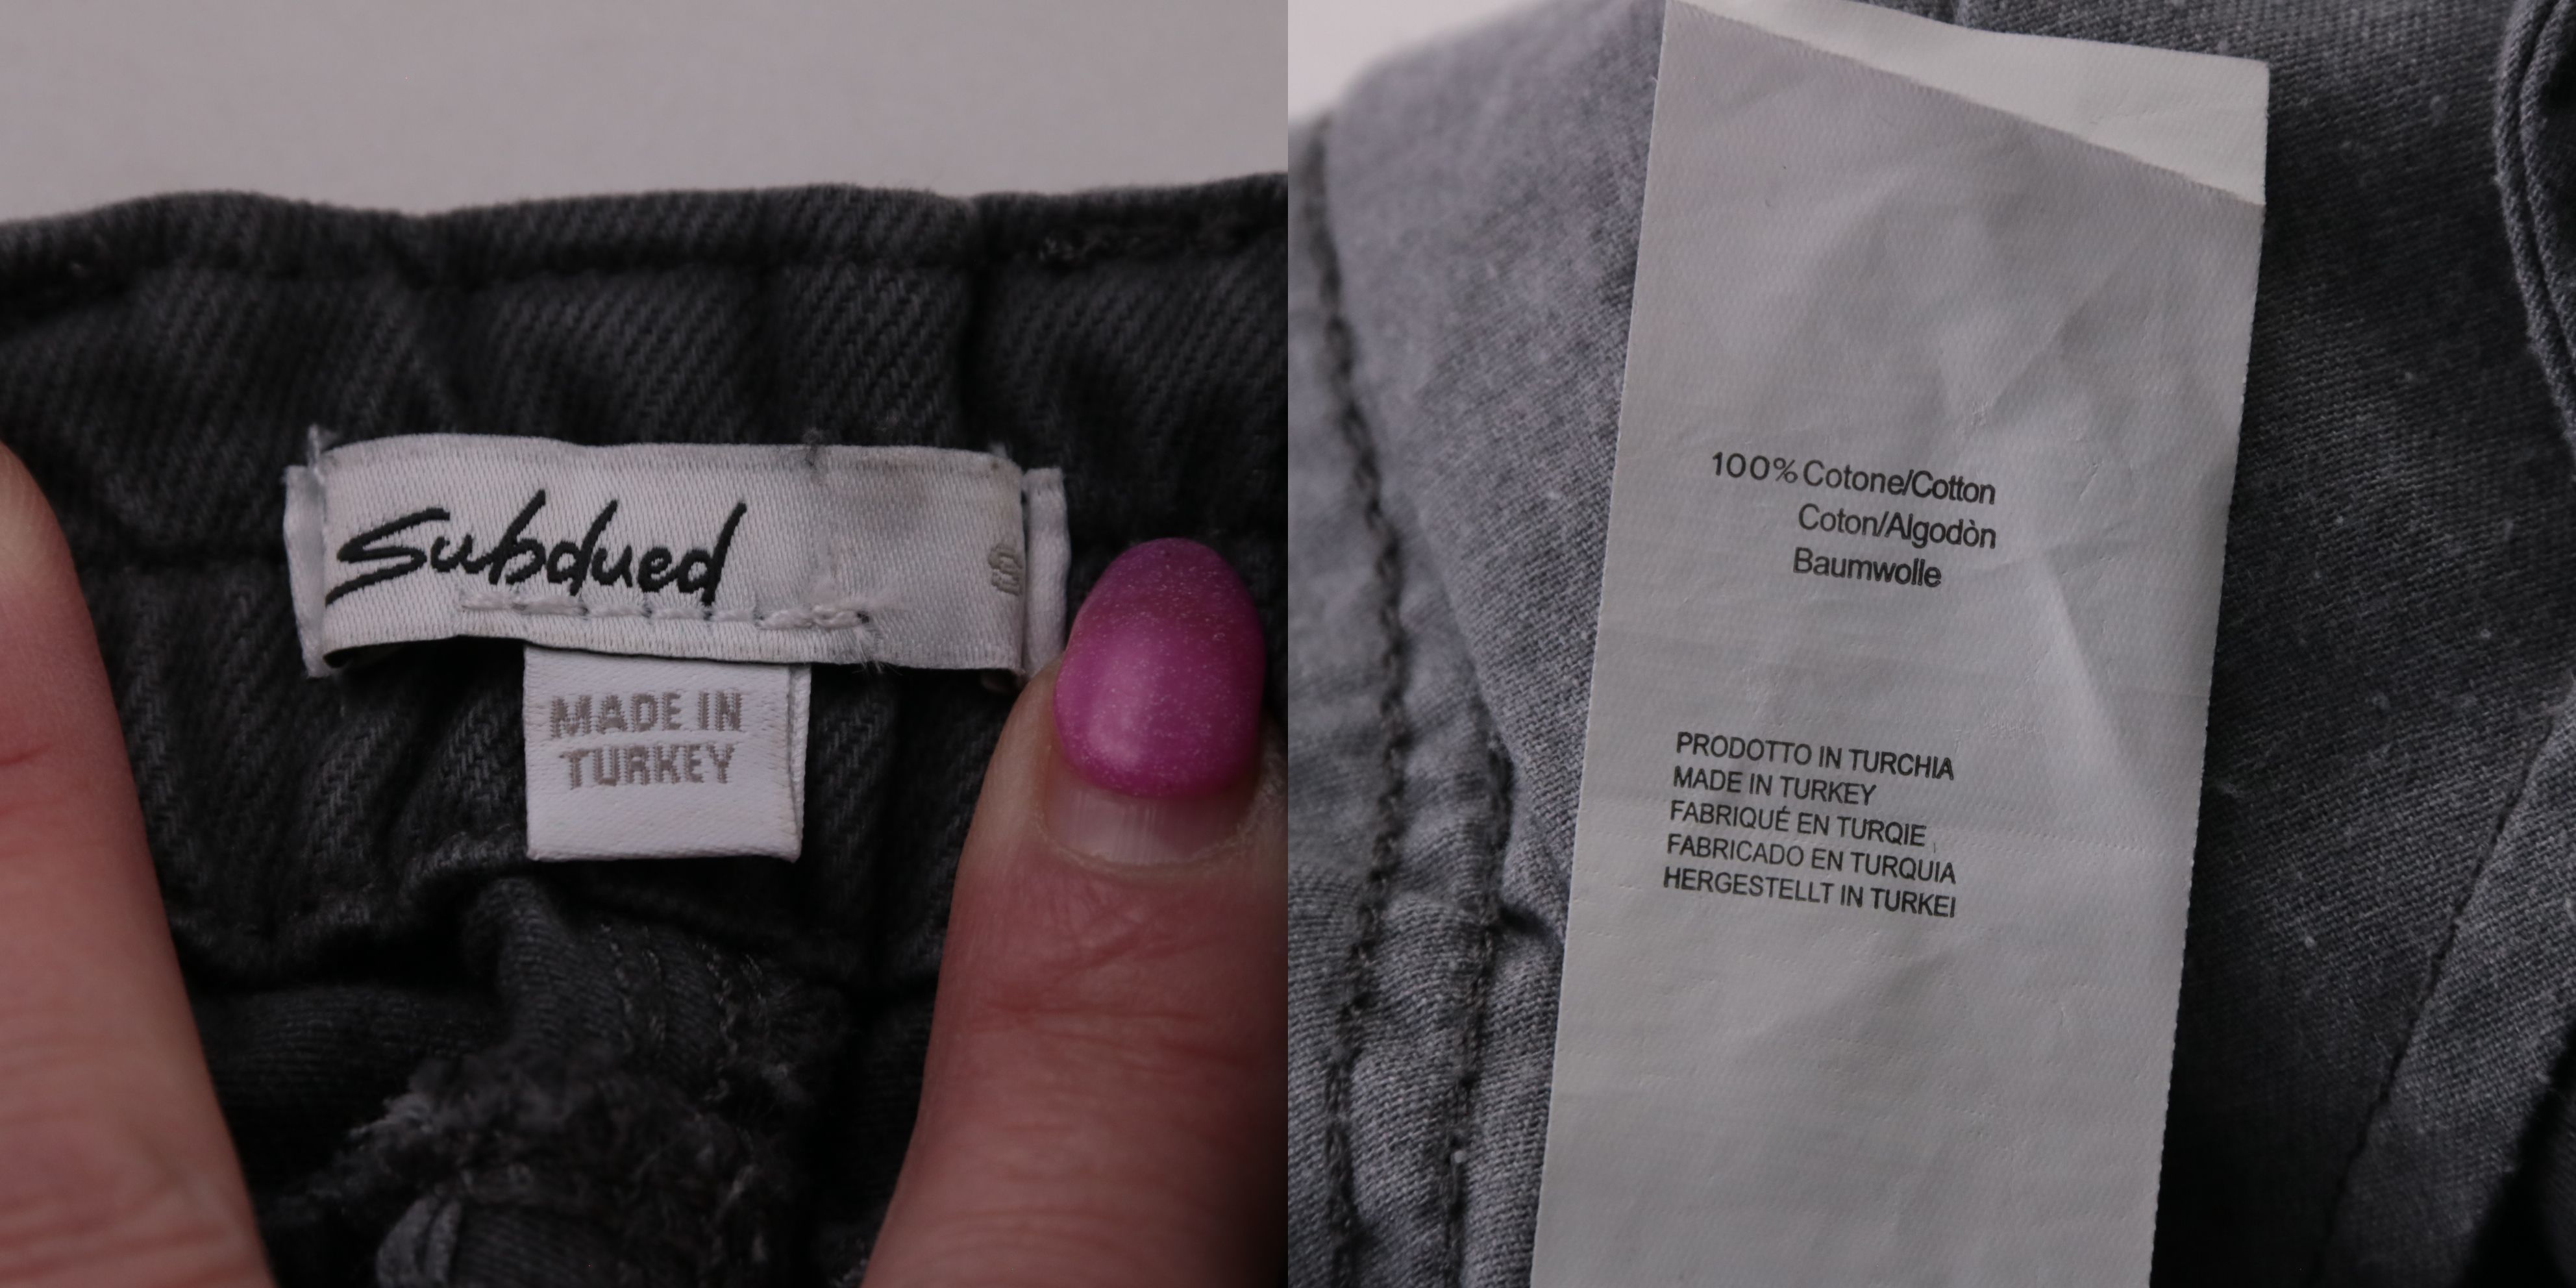 Subdued
S
MADE IN
TURKEY
100% Cotone/Cotton
Coton/Algodòn
Baumwolle
PRODOTTO IN TURCHIA
MADE IN TURKEY
FABRIQUÉ EN TURQIE
FABRICADO EN TURQUIA
HERGESTELLT IN TURKEI